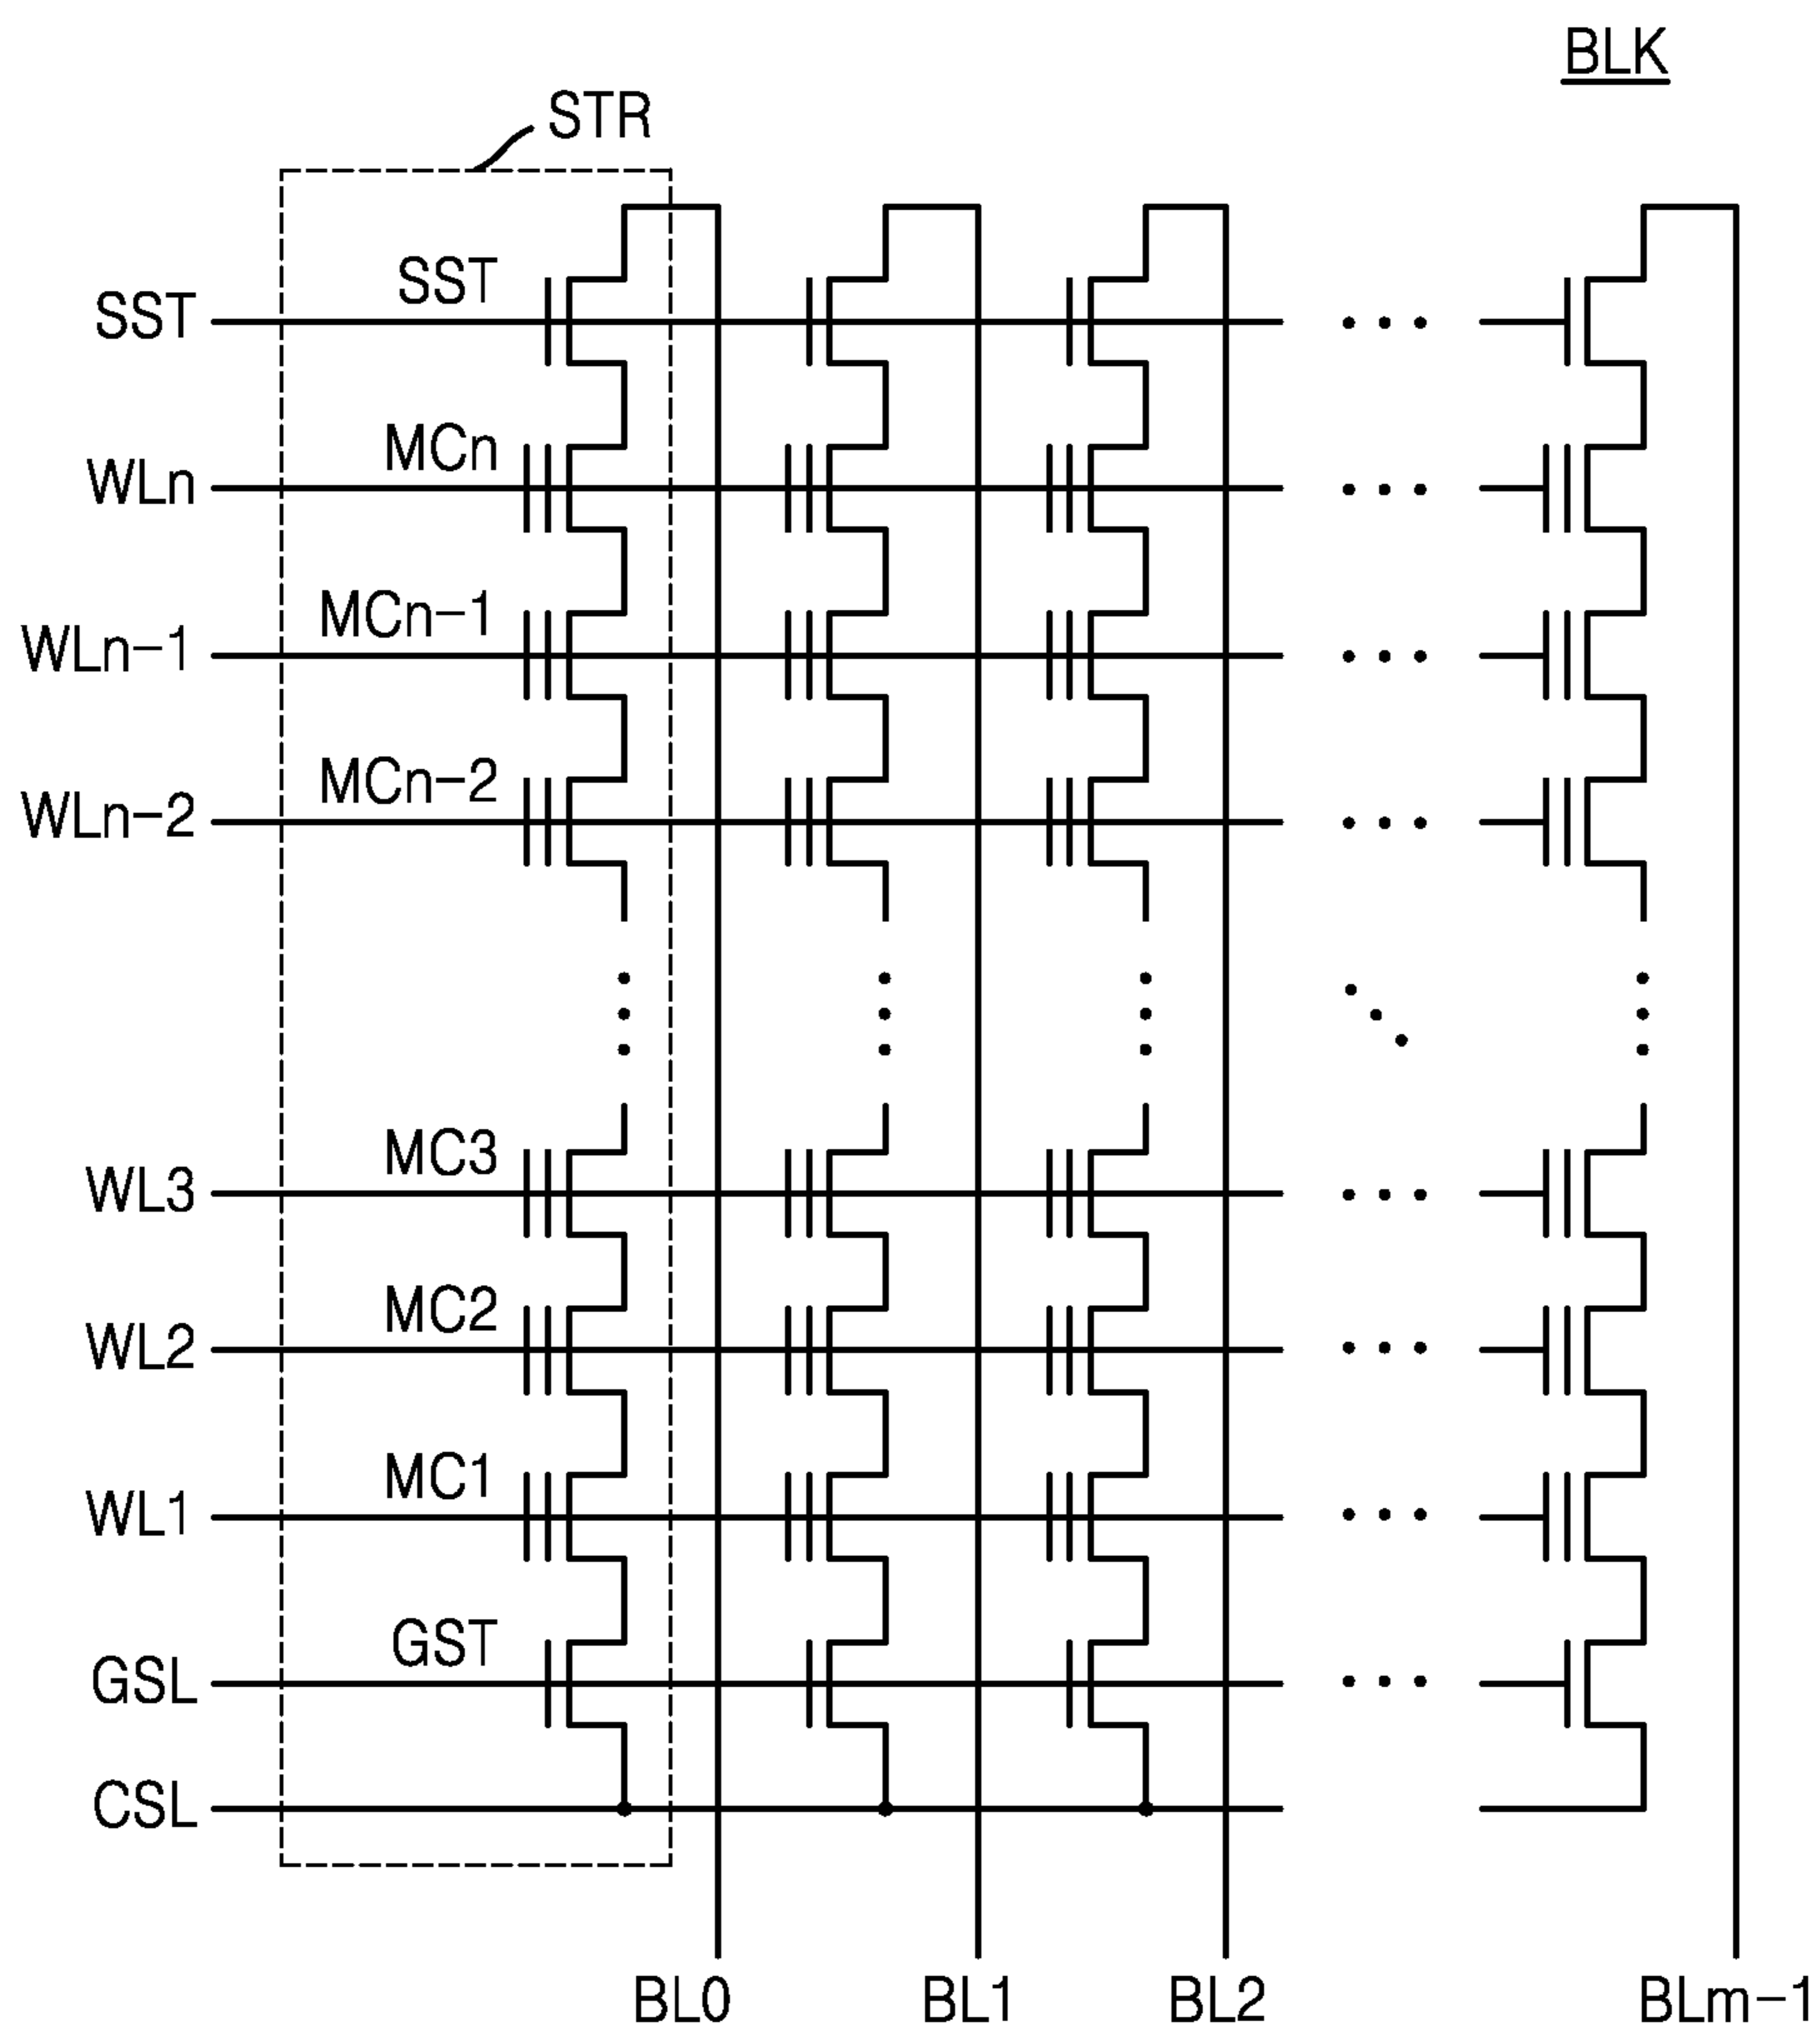 BLK
STR
SST SST
WLn MCn
WLn-1 MCn-1
WLn-2 MCn-2
WL3 MC3
WL2 MC2
WL1 MC1
GSL GST
CSL
BL0 BL1 BL2 BLm-1